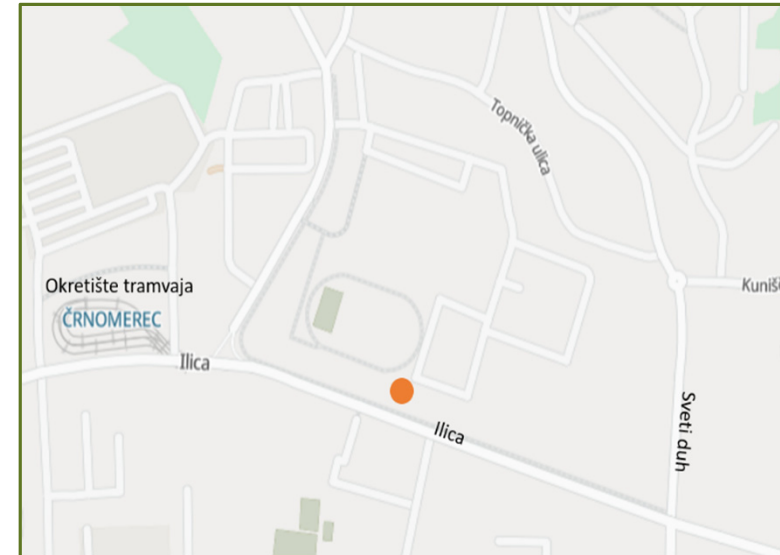 Topnička ulica
Okretište tramvaja
Kuniš
ČRNOMEREC
Ilica
Sveti duh
Ilica